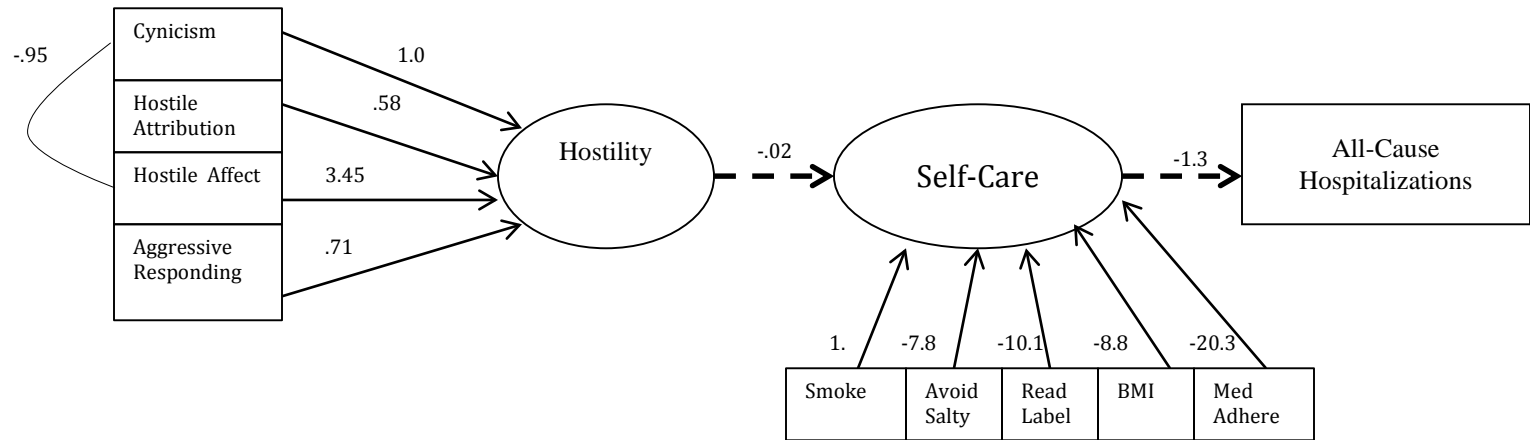 Cynicism
-.95
1.0
Hostile
Attribution
.58
Hostile Affect
3.45
Aggressive
Responding
.71
Hostility
-.02
Self-Care
-1.3
All-Cause
Hospitalizations
1.
-7.8
-10.1
-8.8
-20.3
Smoke
Avoid
Salty
Read
Label
BMI
Med
Adhere